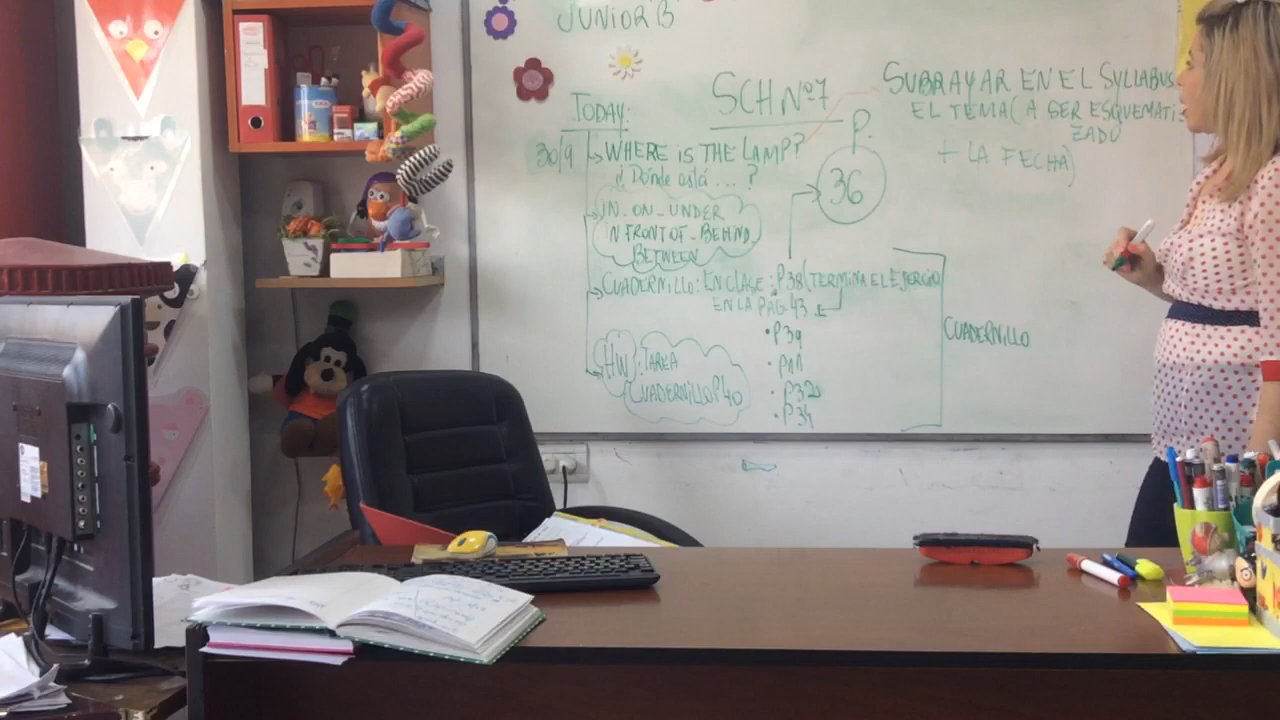 JUNIOR B
TODAY:
SCH Nº7
SUBRAYAR EN EL SYLLABUS
EL TEMA (A SER ESQUEMATI
ZADO
+ LA FECHA)
30/9
WHERE IS THE LAMP?
¿Dónde está...?
P.
36
IN - ON - UNDER
IN FRONT OF - BEHIND
BETWEEN
CUADERNILLO: EN CLASE: P38 (TERMINA EL EJERCICIO
EN LA PAG 43
• P39
• P32
• P34
CUADERNILLO
HW: TAREA
CUADERNILLO P40